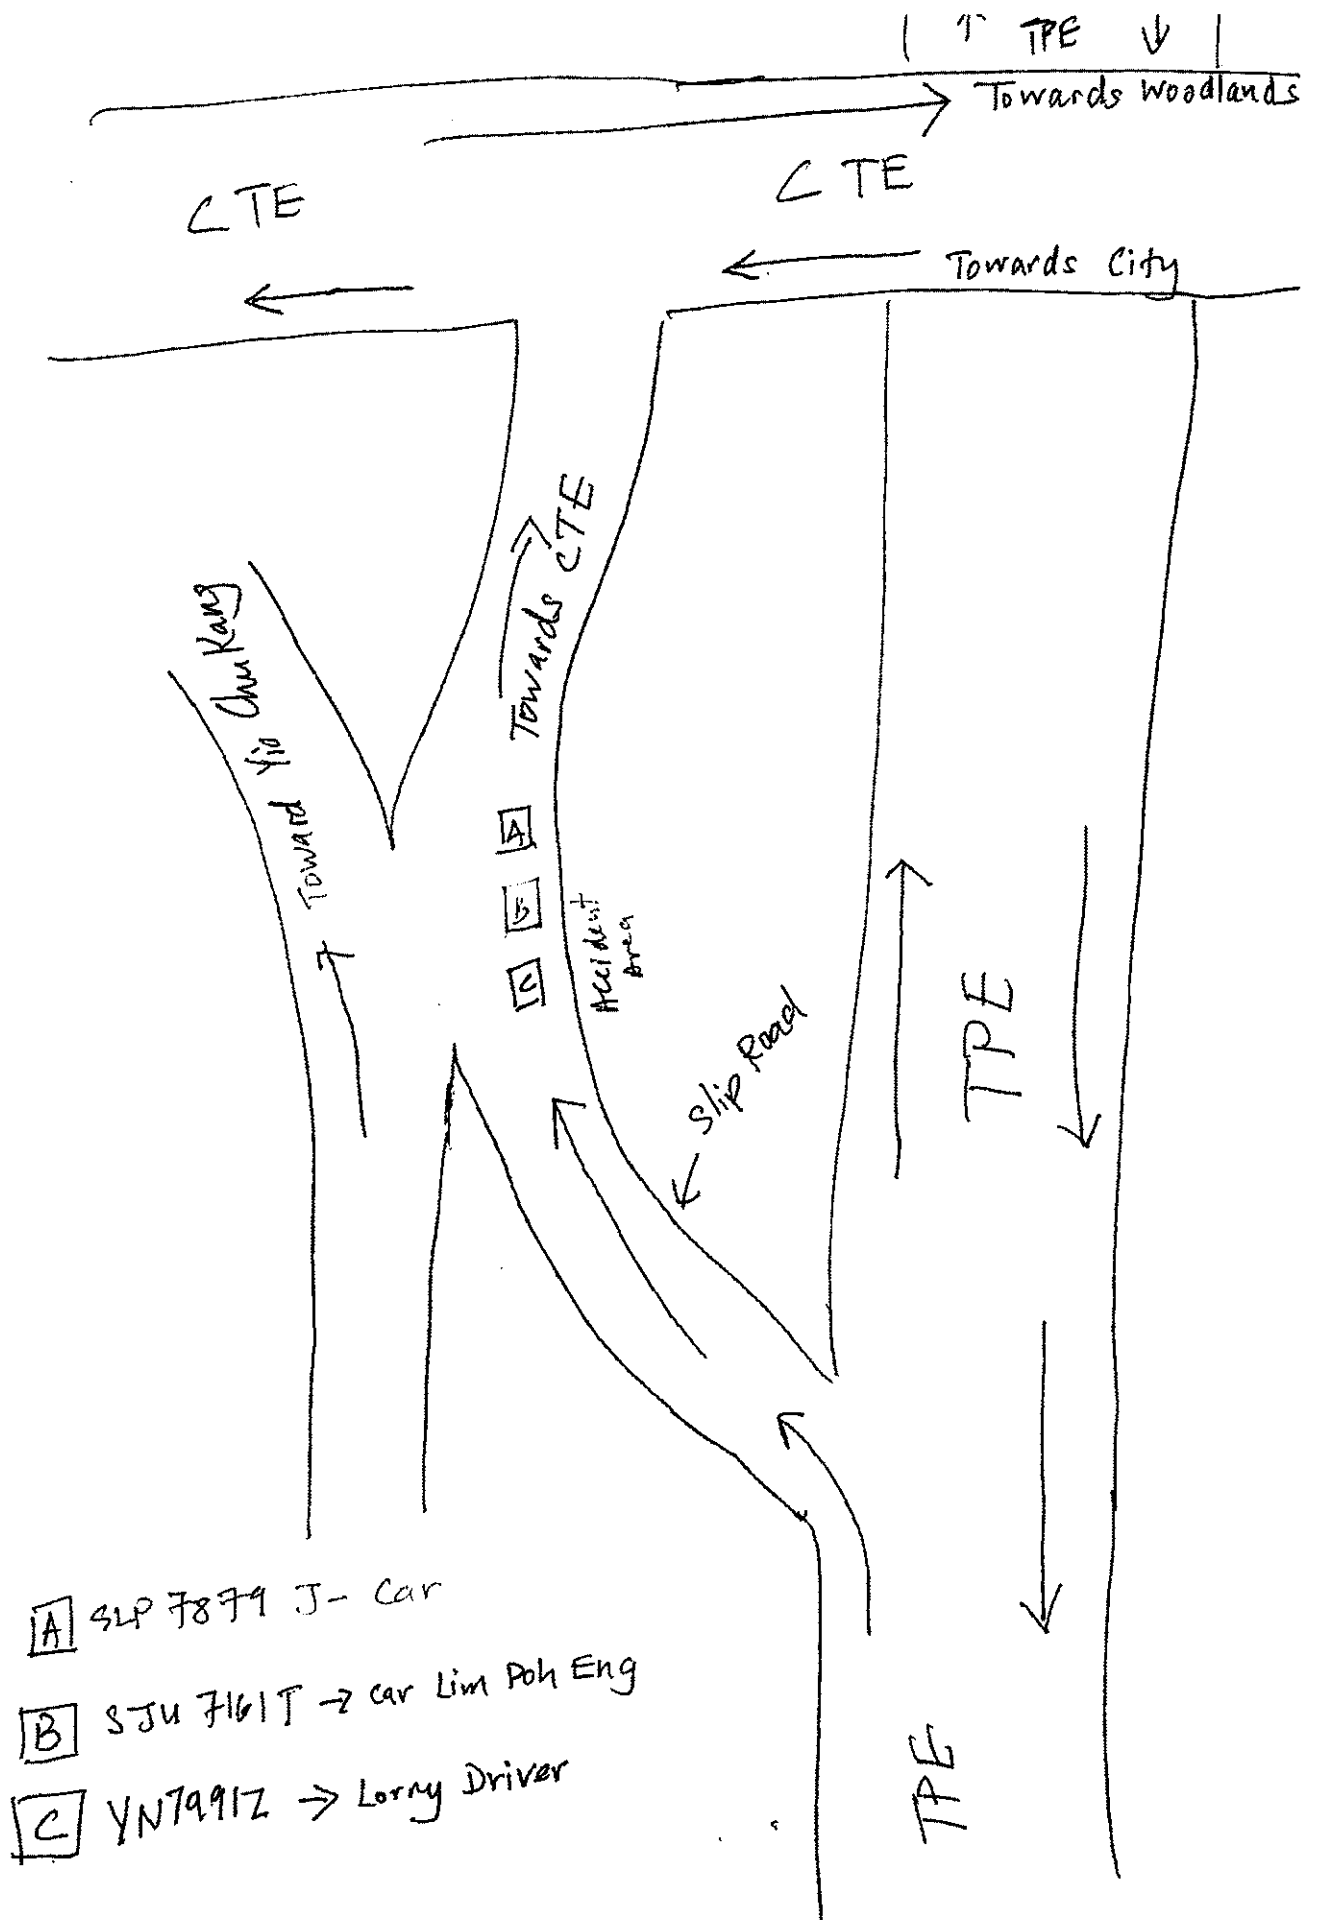 ↑ TPE ↓
Towards Woodlands
CTE
CTE
Towards City
Towards CTE
Toward Yio Chu Kang
A
B
C
Accident
Area
Slip Road
TPE
TPE
A SLP 7879 J - Car
B SJU 7161T → Car Lim Poh Eng
C YN7991Z → Lorry Driver